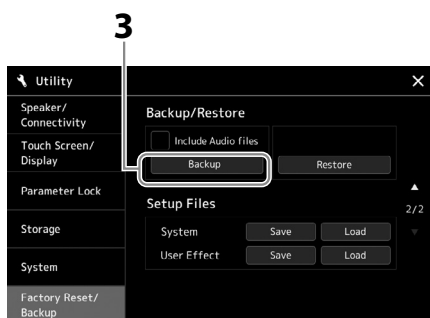 3
Utility
Speaker/
Connectivity
Touch Screen/
Display
Parameter Lock
Storage
System
Factory Reset/
Backup
Backup/Restore
Include Audio files
Backup Restore
Setup Files
System Save Load
User Effect Save Load
2/2